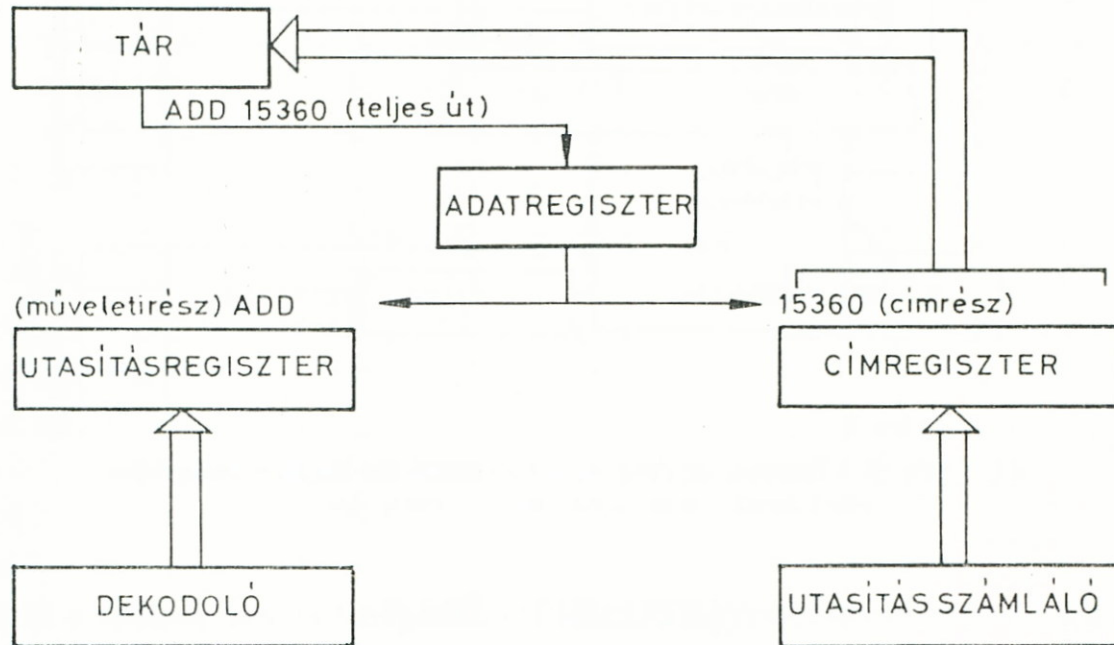 TÁR
ADD 15360 (teljes út)
ADATREGISZTER
(műveletirész) ADD
15360 (címrész)
UTASÍTÁSREGISZTER
CÍMREGISZTER
DEKODOLÓ
UTASÍTÁS SZÁMLÁLÓ